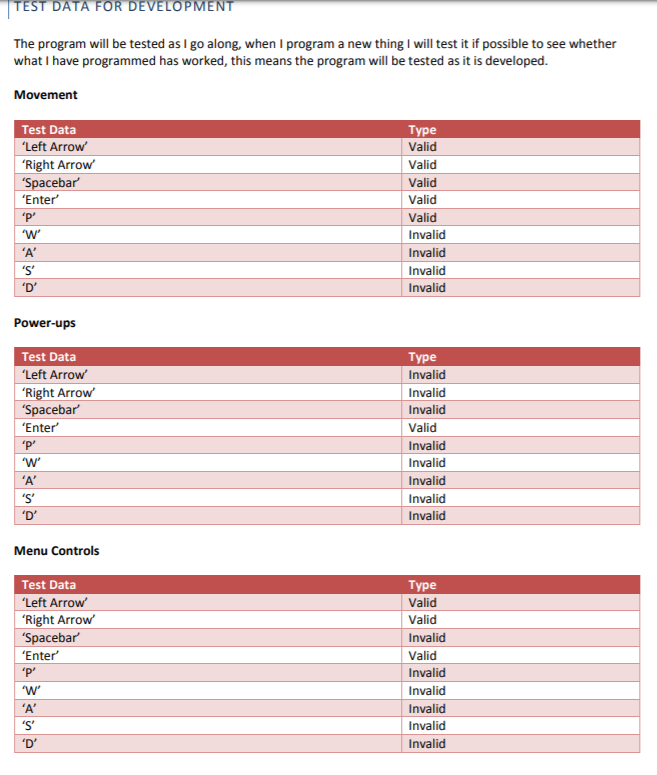 TEST DATA FOR DEVELOPMENT
The program will be tested as I go along, when I program a new thing I will test it if possible to see whether
what I have programmed has worked, this means the program will be tested as it is developed.
Movement
Test Data Type
‘Left Arrow’ Valid
‘Right Arrow’ Valid
‘Spacebar’ Valid
‘Enter’ Valid
‘P’ Valid
‘W’ Invalid
‘A’ Invalid
‘S’ Invalid
‘D’ Invalid
Power-ups
Test Data Type
‘Left Arrow’ Invalid
‘Right Arrow’ Invalid
‘Spacebar’ Invalid
‘Enter’ Valid
‘P’ Invalid
‘W’ Invalid
‘A’ Invalid
‘S’ Invalid
‘D’ Invalid
Menu Controls
Test Data Type
‘Left Arrow’ Valid
‘Right Arrow’ Valid
‘Spacebar’ Invalid
‘Enter’ Valid
‘P’ Invalid
‘W’ Invalid
‘A’ Invalid
‘S’ Invalid
‘D’ Invalid